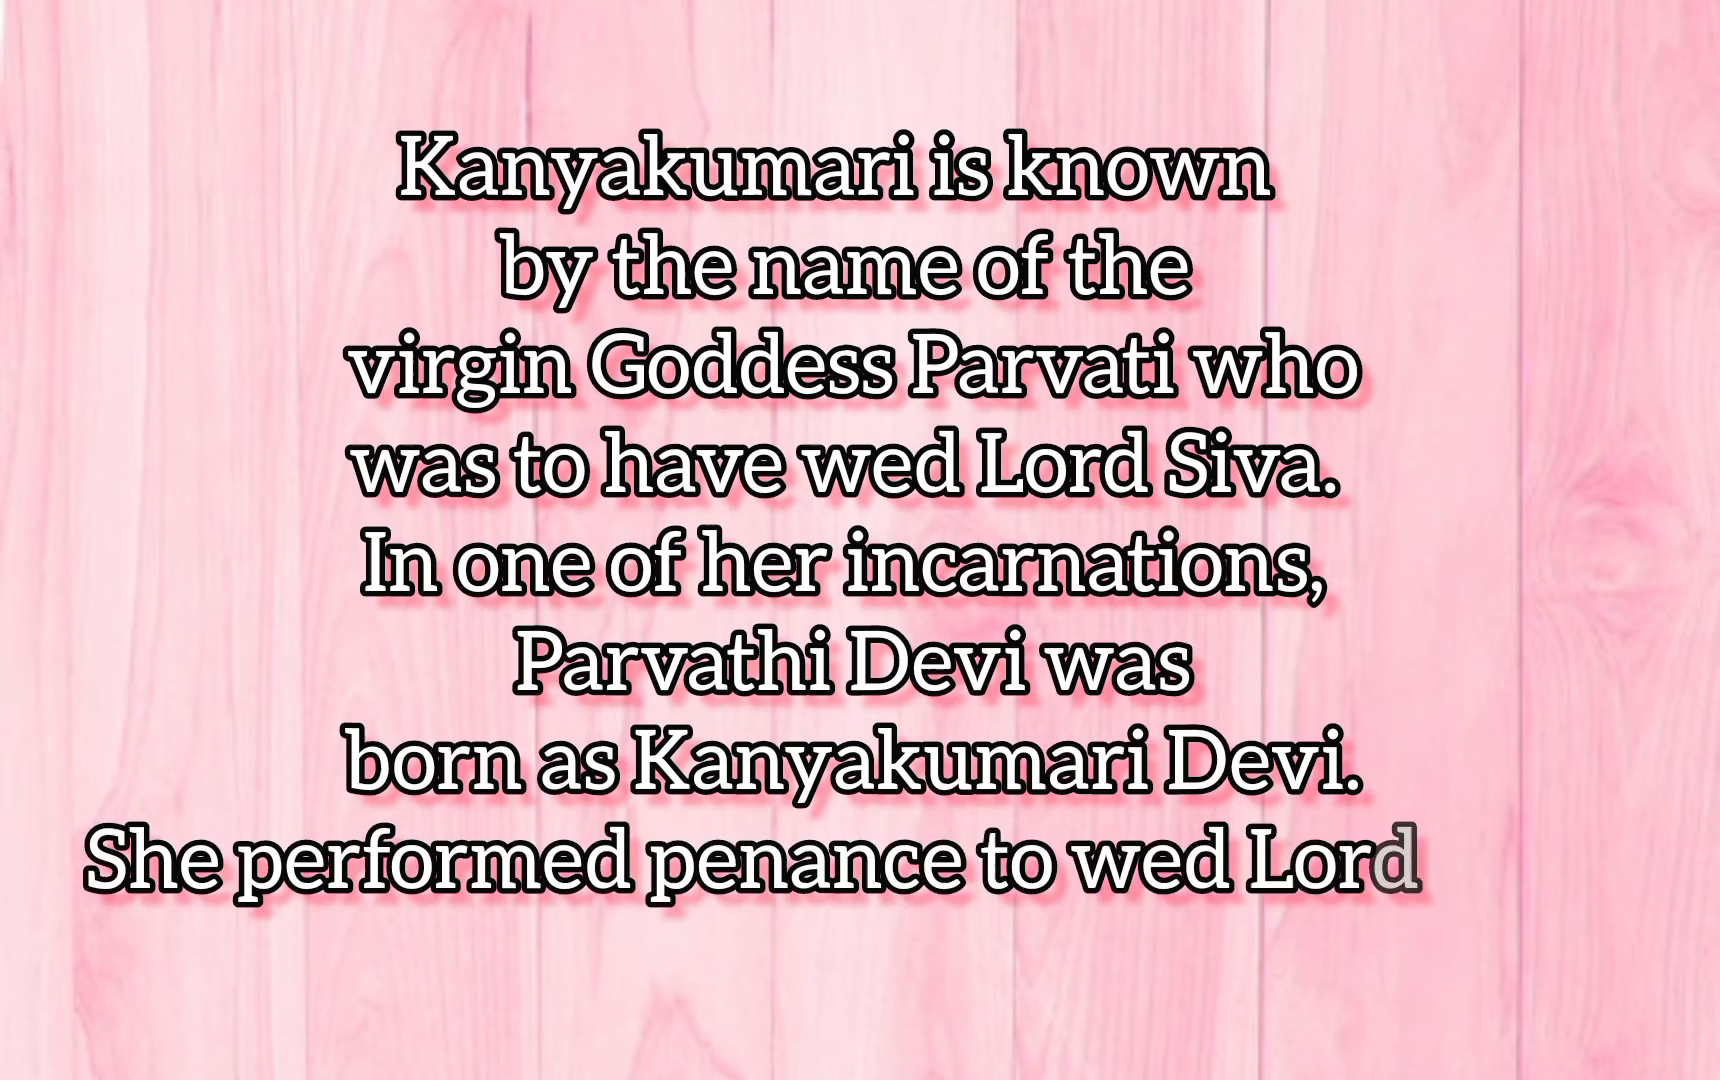 Kanyakumari is known
by the name of the
virgin Goddess Parvati who
was to have wed Lord Siva.
In one of her incarnations,
Parvathi Devi was
born as Kanyakumari Devi.
She performed penance to wed Lord